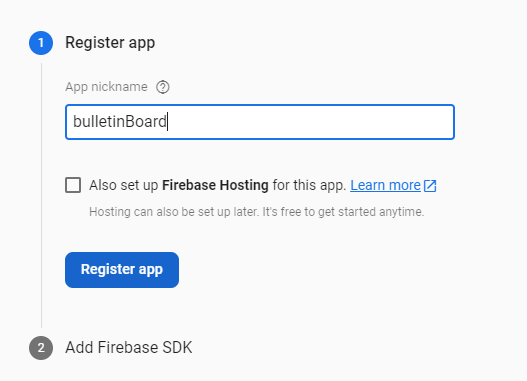 1 Register app
App nickname
bulletinBoard
Also set up Firebase Hosting for this app. Learn more
Hosting can also be set up later. It's free to get started anytime.
Register app
2 Add Firebase SDK